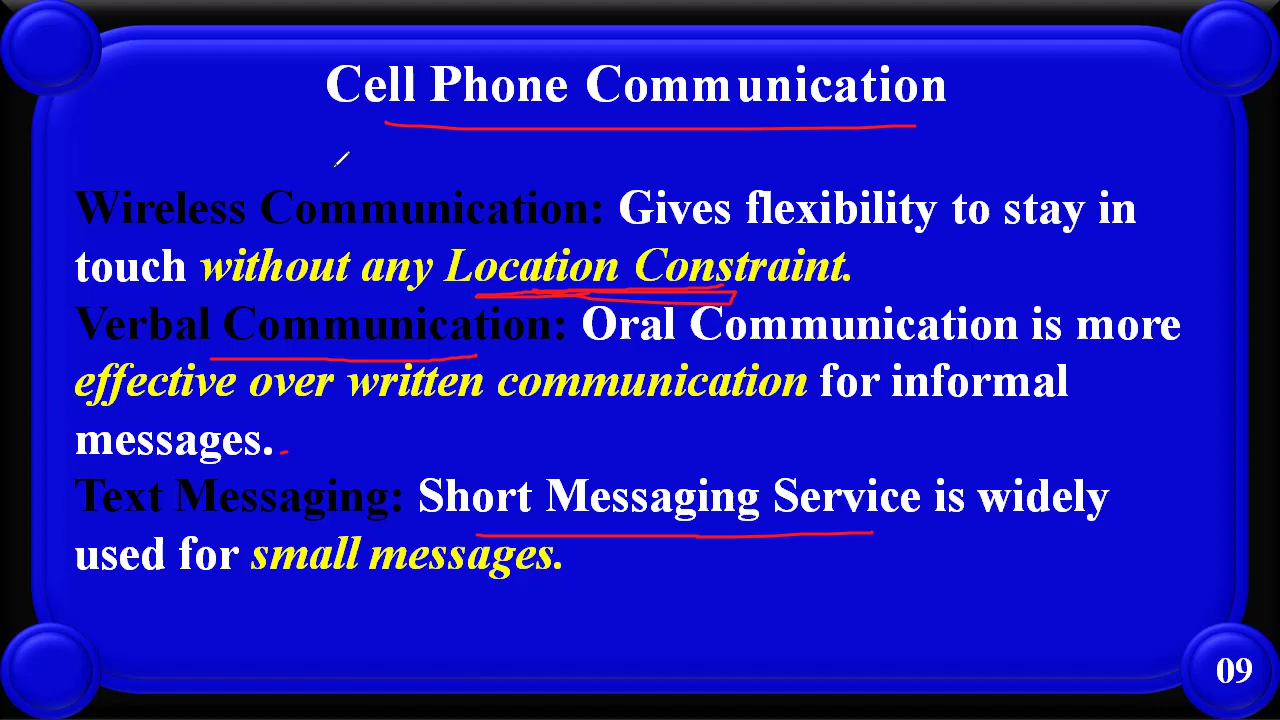 Cell Phone Communication
Wireless Communication: Gives flexibility to stay in
touch without any Location Constraint.
Verbal Communication: Oral Communication is more
effective over written communication for informal
messages.
Text Messaging: Short Messaging Service is widely
used for small messages.
09